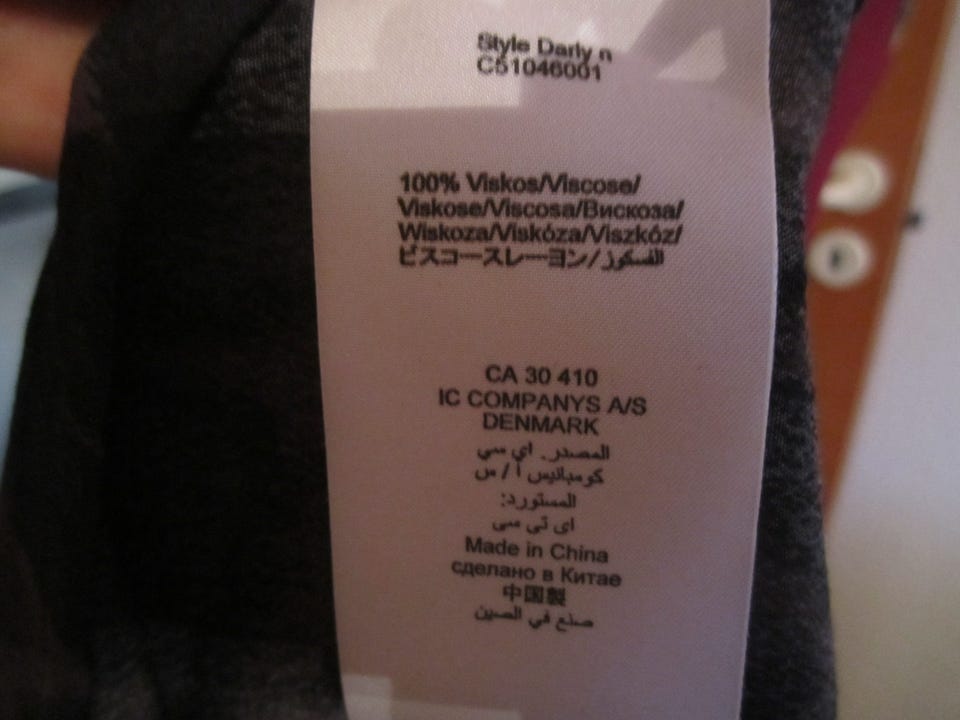 Style Darly n
C51046001
100% Viskos/Viscose/
Viskose/Viscosa/Вискоза/
Wiskoza/Viskóza/Viszkóz/
ビスコースレーヨン/الفسكوز
CA 30 410
IC COMPANYS A/S
DENMARK
المصدر. اي سي
كومبانيس ا / س
المستورد:
اى تى سى
Made in China
сделано в Китае
中国製
صنع في الصين